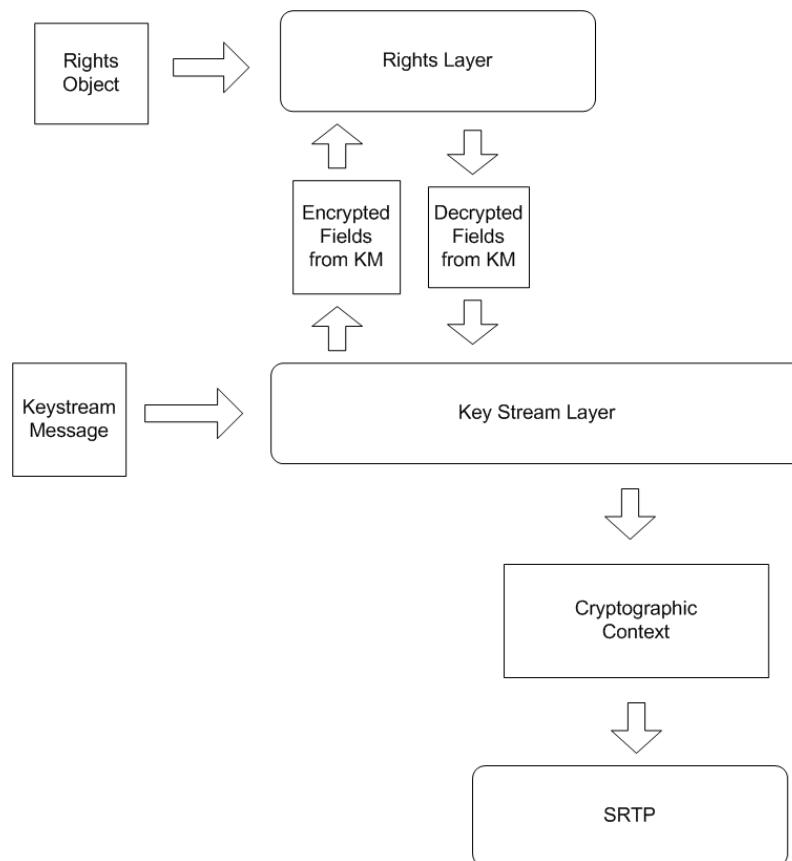 Rights
Object
Rights Layer
Encrypted
Fields
from KM
Decrypted
Fields
from KM
Keystream
Message
Key Stream Layer
Cryptographic
Context
SRTP